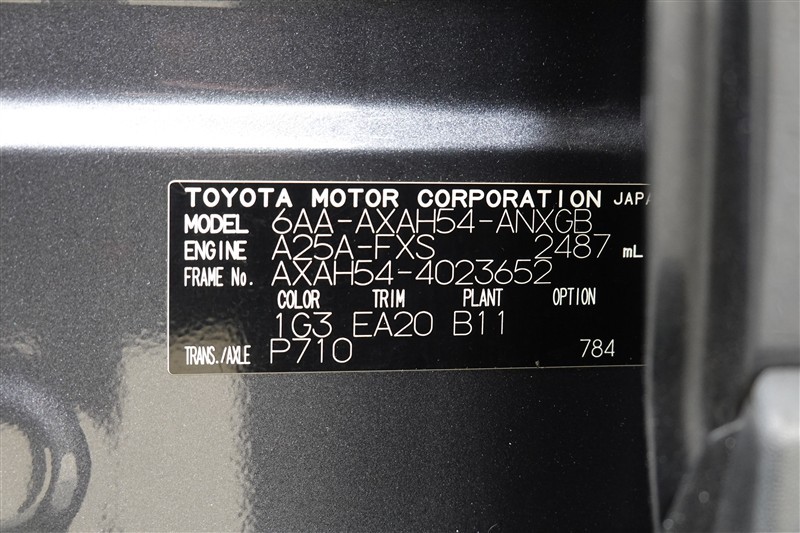 TOYOTA MOTOR CORPORATION JAPA
MODEL 6AA-AXAH54-ANXGB
ENGINE A25A-FXS 2487 mL
FRAME No. AXAH54-4023652
COLOR TRIM PLANT OPTION
1G3 EA20 B11
TRANS./AXLE P710 784